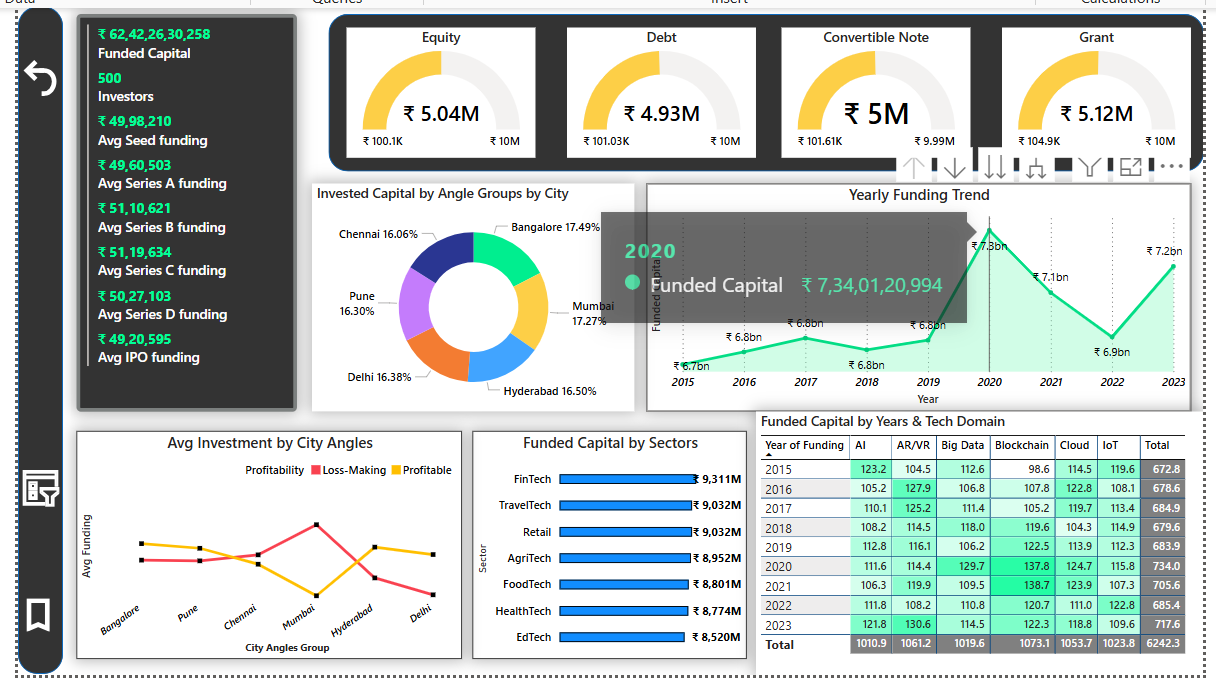 Data
Queries
Insert
Calculations
₹ 62,42,26,30,258
Funded Capital
500
Investors
₹ 49,98,210
Avg Seed funding
₹ 49,60,503
Avg Series A funding
₹ 51,10,621
Avg Series B funding
₹ 51,19,634
Avg Series C funding
₹ 50,27,103
Avg Series D funding
₹ 49,20,595
Avg IPO funding
Equity
₹ 5.04M
₹ 100.1K
₹ 10M
Debt
₹ 4.93M
₹ 101.03K
₹ 10M
Convertible Note
₹ 5M
₹ 101.61K
₹ 9.99M
Grant
₹ 5.12M
₹ 104.9K
₹ 10M
Invested Capital by Angle Groups by City
Bangalore 17.49%
Mumbai
17.27%
Hyderabad 16.50%
Delhi 16.38%
Pune
16.30%
Chennai 16.06%
Yearly Funding Trend
2020
Funded Capital ₹ 7,34,01,20,994
Funded Capital
₹ 6.7bn
₹ 6.8bn
₹ 6.8bn
₹ 6.8bn
₹ 6.8bn
₹ 7.3bn
₹ 7.1bn
₹ 6.9bn
₹ 7.2bn
2015 2016 2017 2018 2019 2020 2021 2022 2023
Year
Avg Investment by City Angles
Profitability Loss-Making Profitable
Avg Funding
Bangalore Pune Chennai Mumbai Hyderabad Delhi
City Angles Group
Funded Capital by Sectors
Sector
FinTech ₹ 9,311M
TravelTech ₹ 9,032M
Retail ₹ 9,032M
AgriTech ₹ 8,952M
FoodTech ₹ 8,801M
HealthTech ₹ 8,774M
EdTech ₹ 8,520M
Funded Capital by Years & Tech Domain
Year of Funding AI AR/VR Big Data Blockchain Cloud IoT Total
2015 123.2 104.5 112.6 98.6 114.5 119.6 672.8
2016 105.2 127.9 106.8 107.8 122.8 108.1 678.6
2017 110.1 125.2 111.4 105.2 119.7 113.4 684.9
2018 108.2 114.5 118.0 119.6 104.3 114.9 679.6
2019 112.8 116.1 106.2 122.5 113.9 112.3 683.9
2020 111.6 114.4 129.7 137.8 124.7 115.8 734.0
2021 106.3 119.9 109.5 138.7 123.9 107.3 705.6
2022 111.8 108.2 110.8 120.7 111.0 122.8 685.4
2023 121.8 130.6 114.5 122.3 118.8 109.6 717.6
Total 1010.9 1061.2 1019.6 1073.1 1053.7 1023.8 6242.3